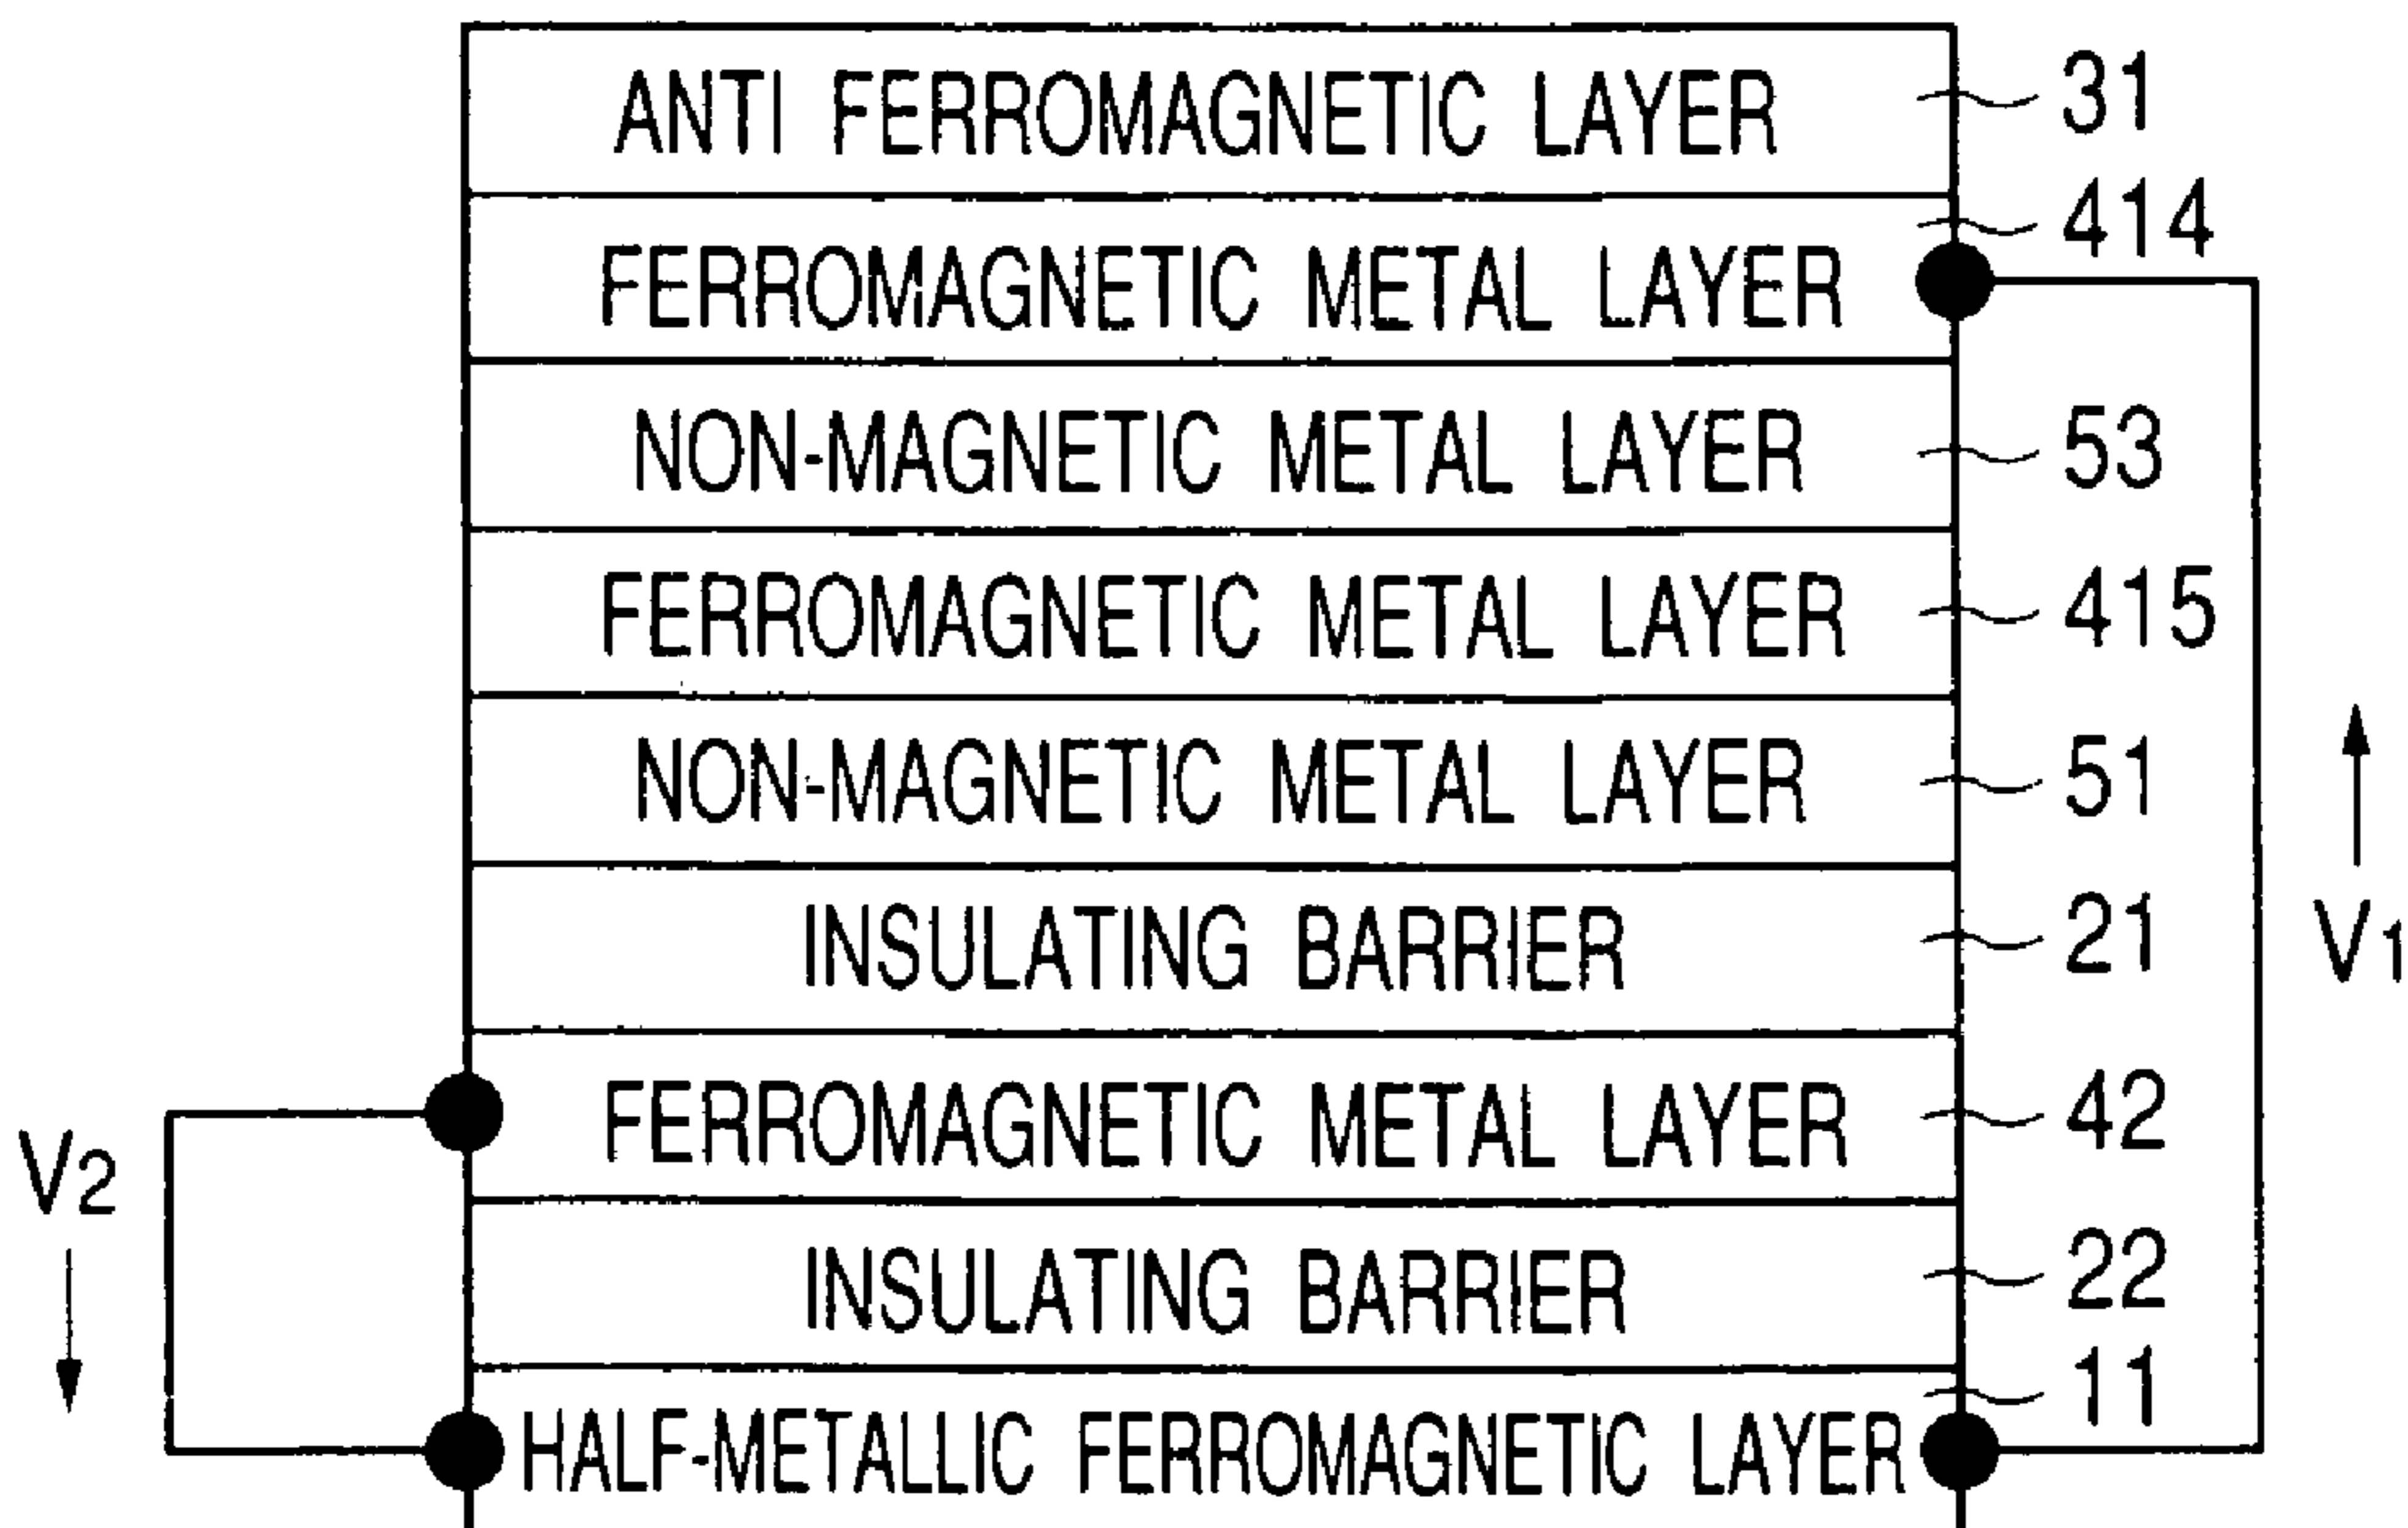 ANTI FERROMAGNETIC LAYER 31
414
FERROMAGNETIC METAL LAYER
NON-MAGNETIC METAL LAYER 53
FERROMAGNETIC METAL LAYER 415
NON-MAGNETIC METAL LAYER 51
V1
INSULATING BARRIER 21
FERROMAGNETIC METAL LAYER 42
V2
INSULATING BARRIER 22
11
HALF-METALLIC FERROMAGNETIC LAYER